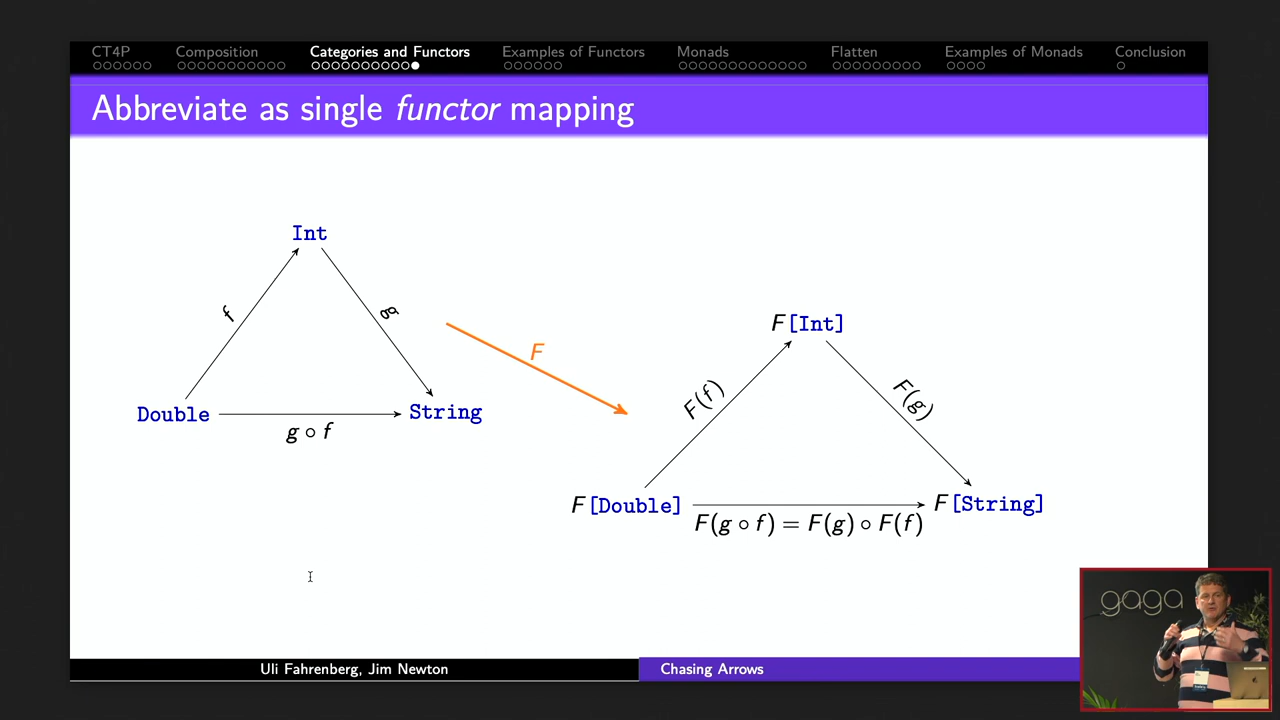 CT4P Composition Categories and Functors Examples of Functors Monads Flatten Examples of Monads Conclusion
Abbreviate as single functor mapping
Int
f
g
Double
String
g ∘ f
F
F[Int]
F(f)
F(g)
F[Double]
F[String]
F(g ∘ f) = F(g) ∘ F(f)
gaga
Uli Fahrenberg, Jim Newton
Chasing Arrows